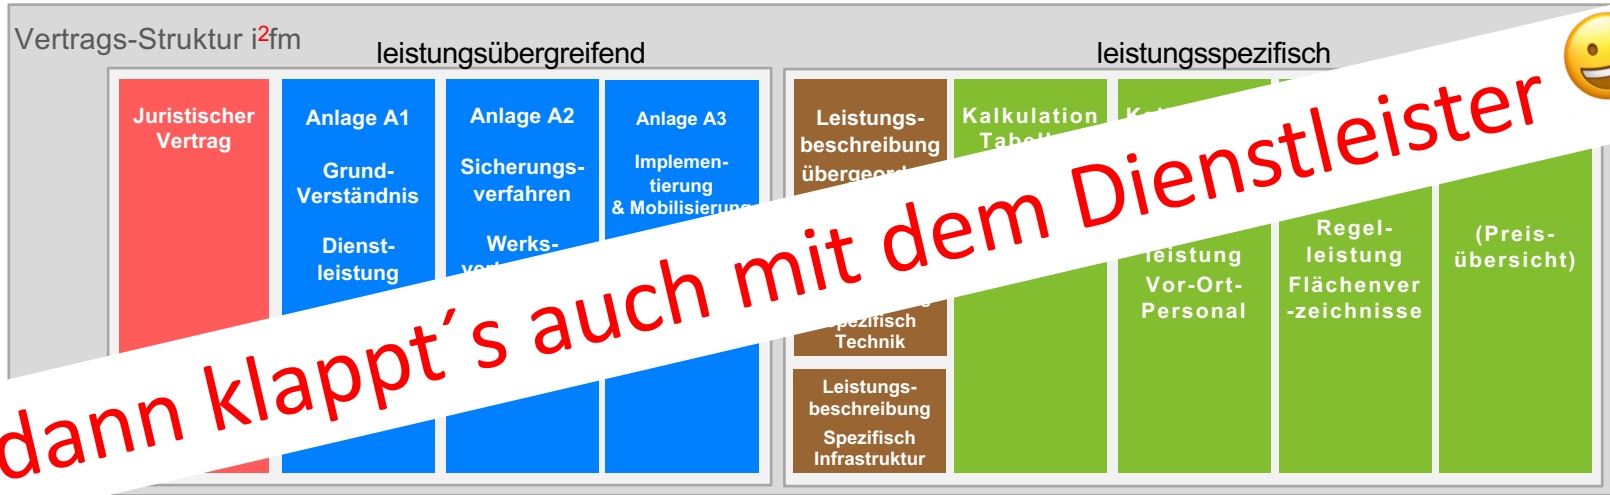 Vertrags-Struktur i²fm
leistungsübergreifend
leistungsspezifisch
Juristischer
Vertrag
Anlage A1
Grund-
Verständnis
Dienst-
leistung
Anlage A2
Sicherungs-
verfahren
Werks-
Anlage A3
Implemen-
tierung
& Mobilisierung
Leistungs-
beschreibung
Spezifisch
Technik
Leistungs-
beschreibung
Spezifisch
Infrastruktur
Kalkulation
leistung
Vor-Ort-
Personal
Regel-
leistung
Flächenver
-zeichnisse
(Preis-
übersicht)
dann klappt´s auch mit dem Dienstleister 😀